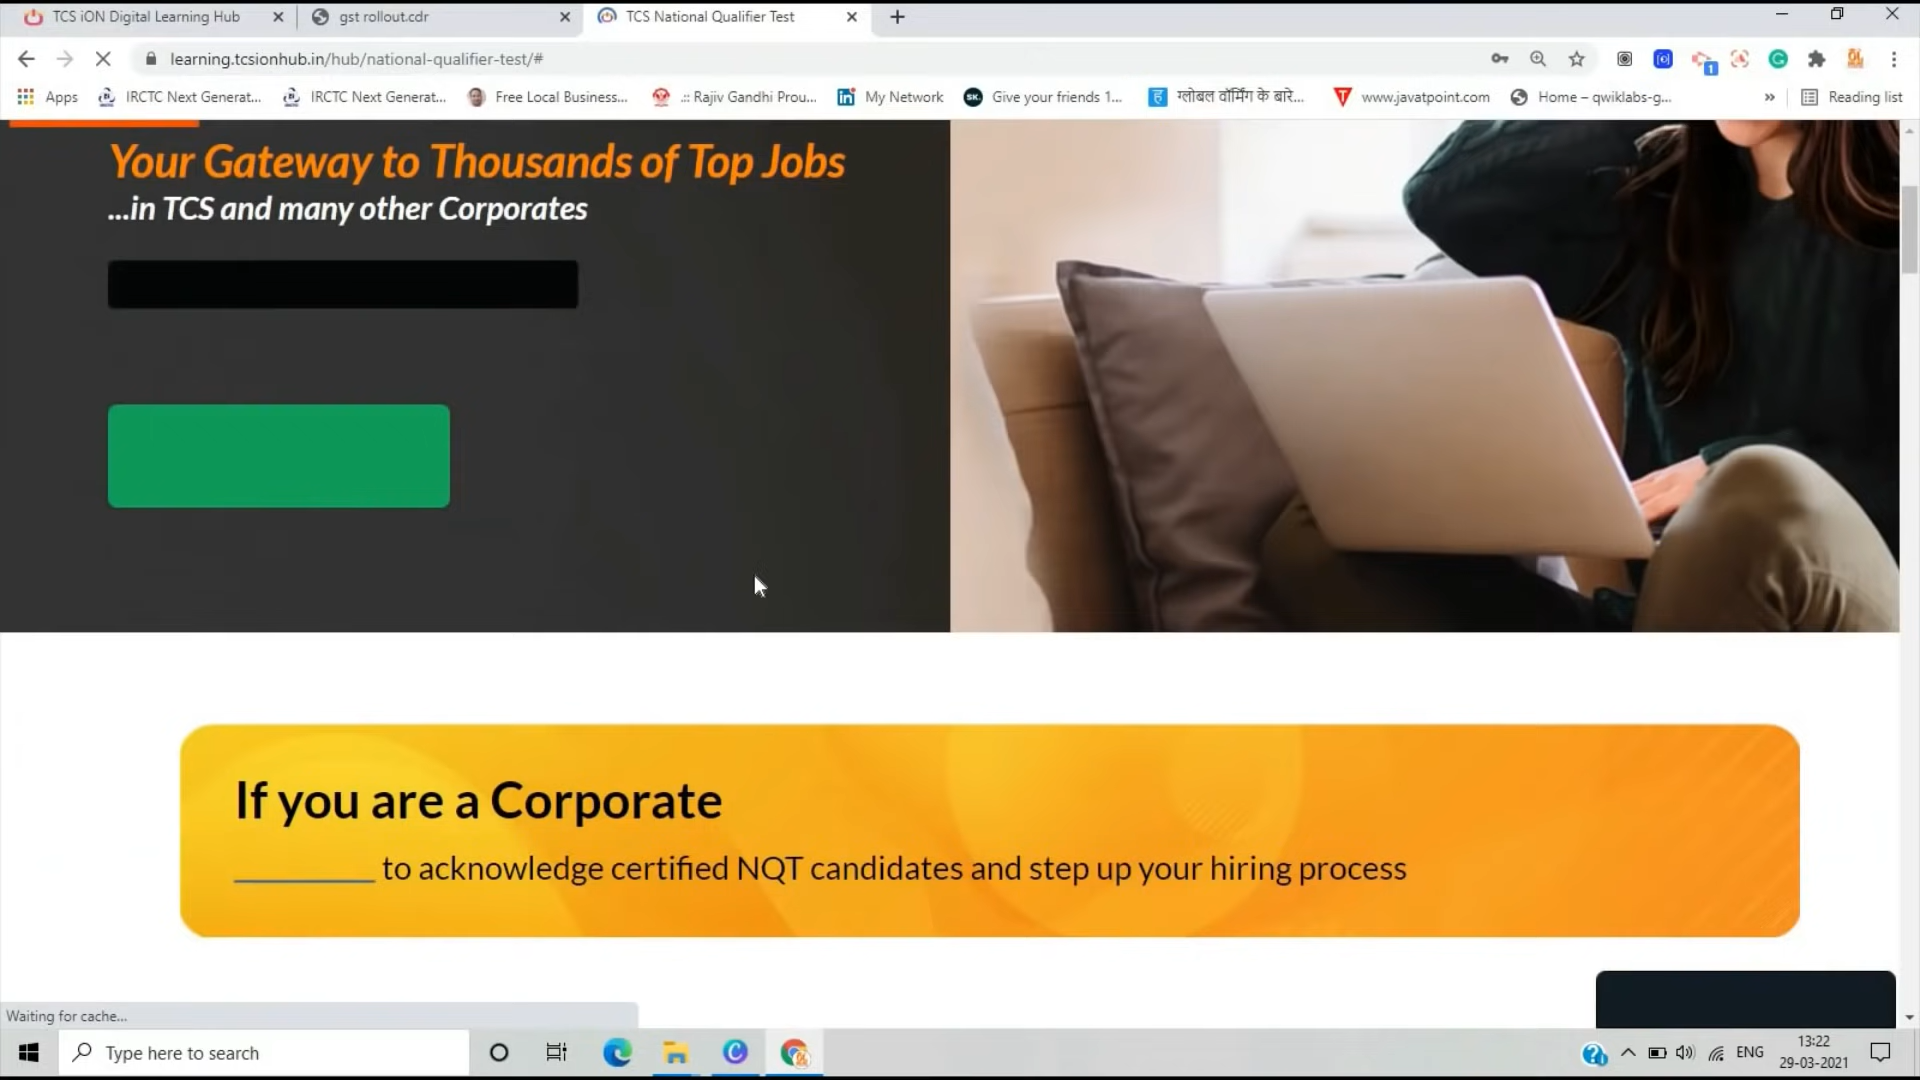 TCS iON Digital Learning Hub
gst rollout.cdr
TCS National Qualifier Test
learning.tcsionhub.in/hub/national-qualifier-test/#
Apps
IRCTC Next Generat...
IRCTC Next Generat...
Free Local Business...
.:: Rajiv Gandhi Prou...
My Network
Give your friends 1...
ग्लोबल वॉर्मिंग के बारे...
www.javatpoint.com
Home – qwiklabs-g...
»
Reading list
Your Gateway to Thousands of Top Jobs
...in TCS and many other Corporates
If you are a Corporate
to acknowledge certified NQT candidates and step up your hiring process
Waiting for cache...
Type here to search
ENG
13:22
29-03-2021